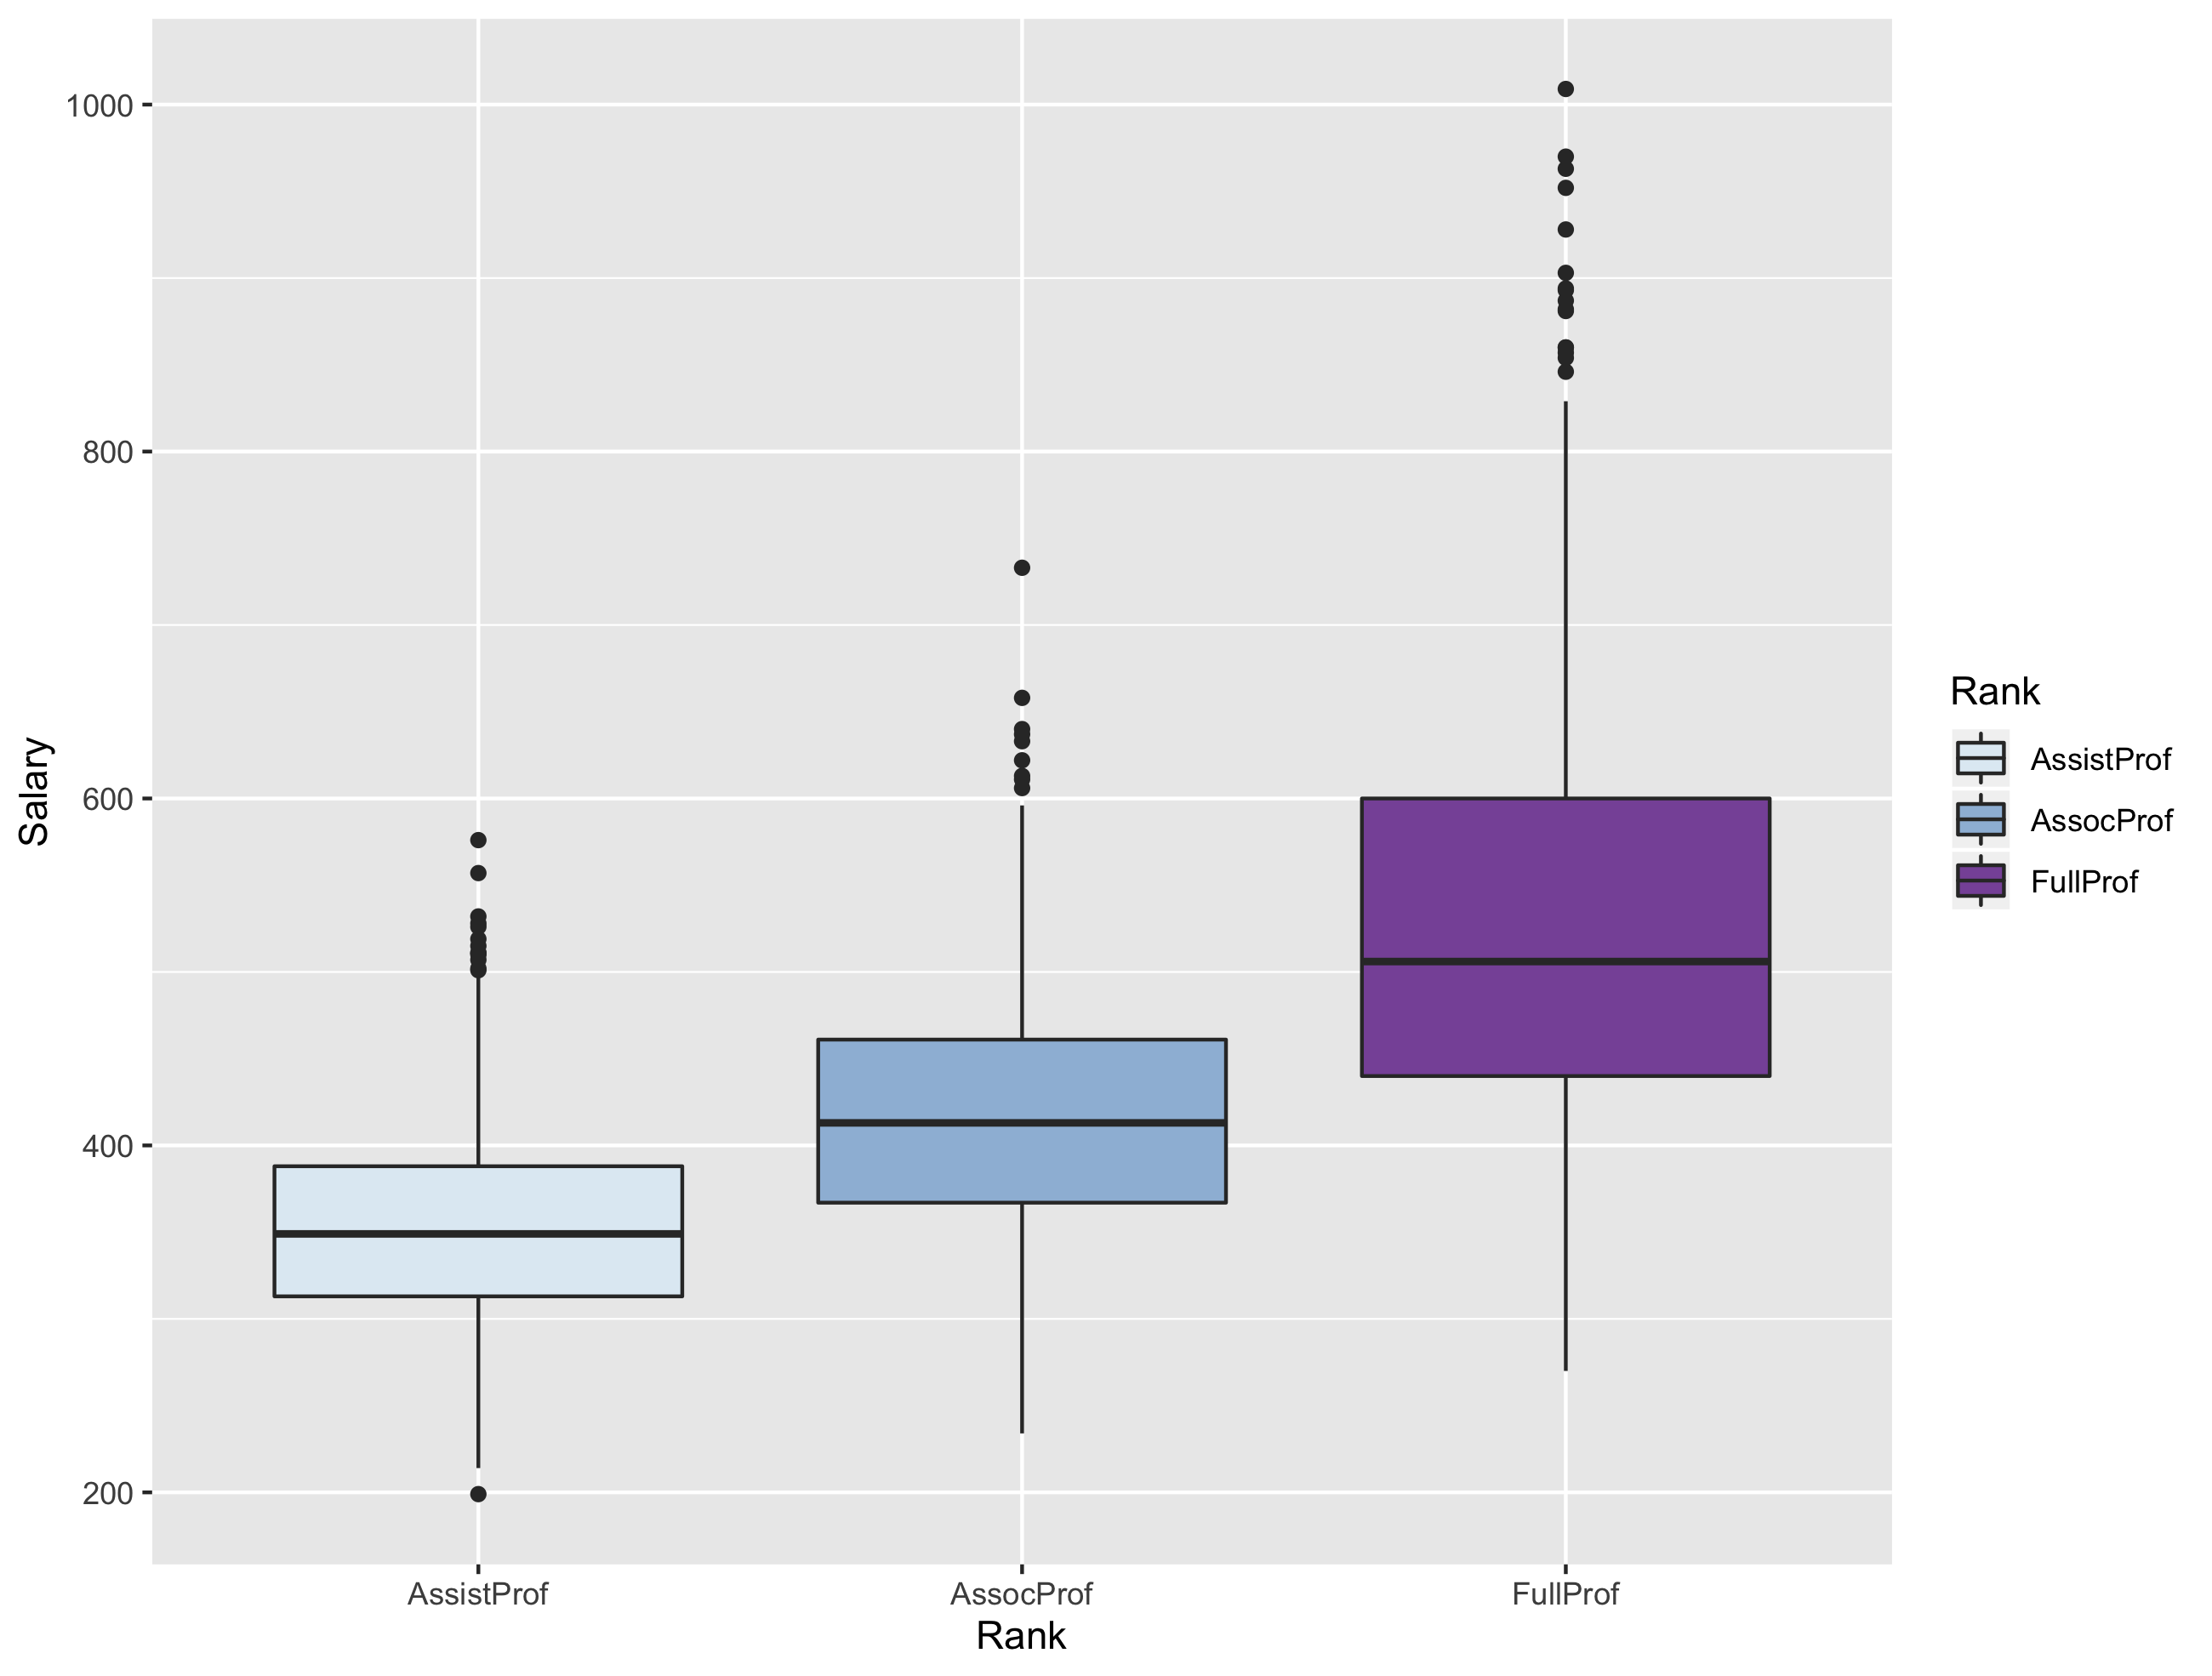 Salary
1000
800
600
400
200
AssistProf
AssocProf
FullProf
Rank
Rank
AssistProf
AssocProf
FullProf